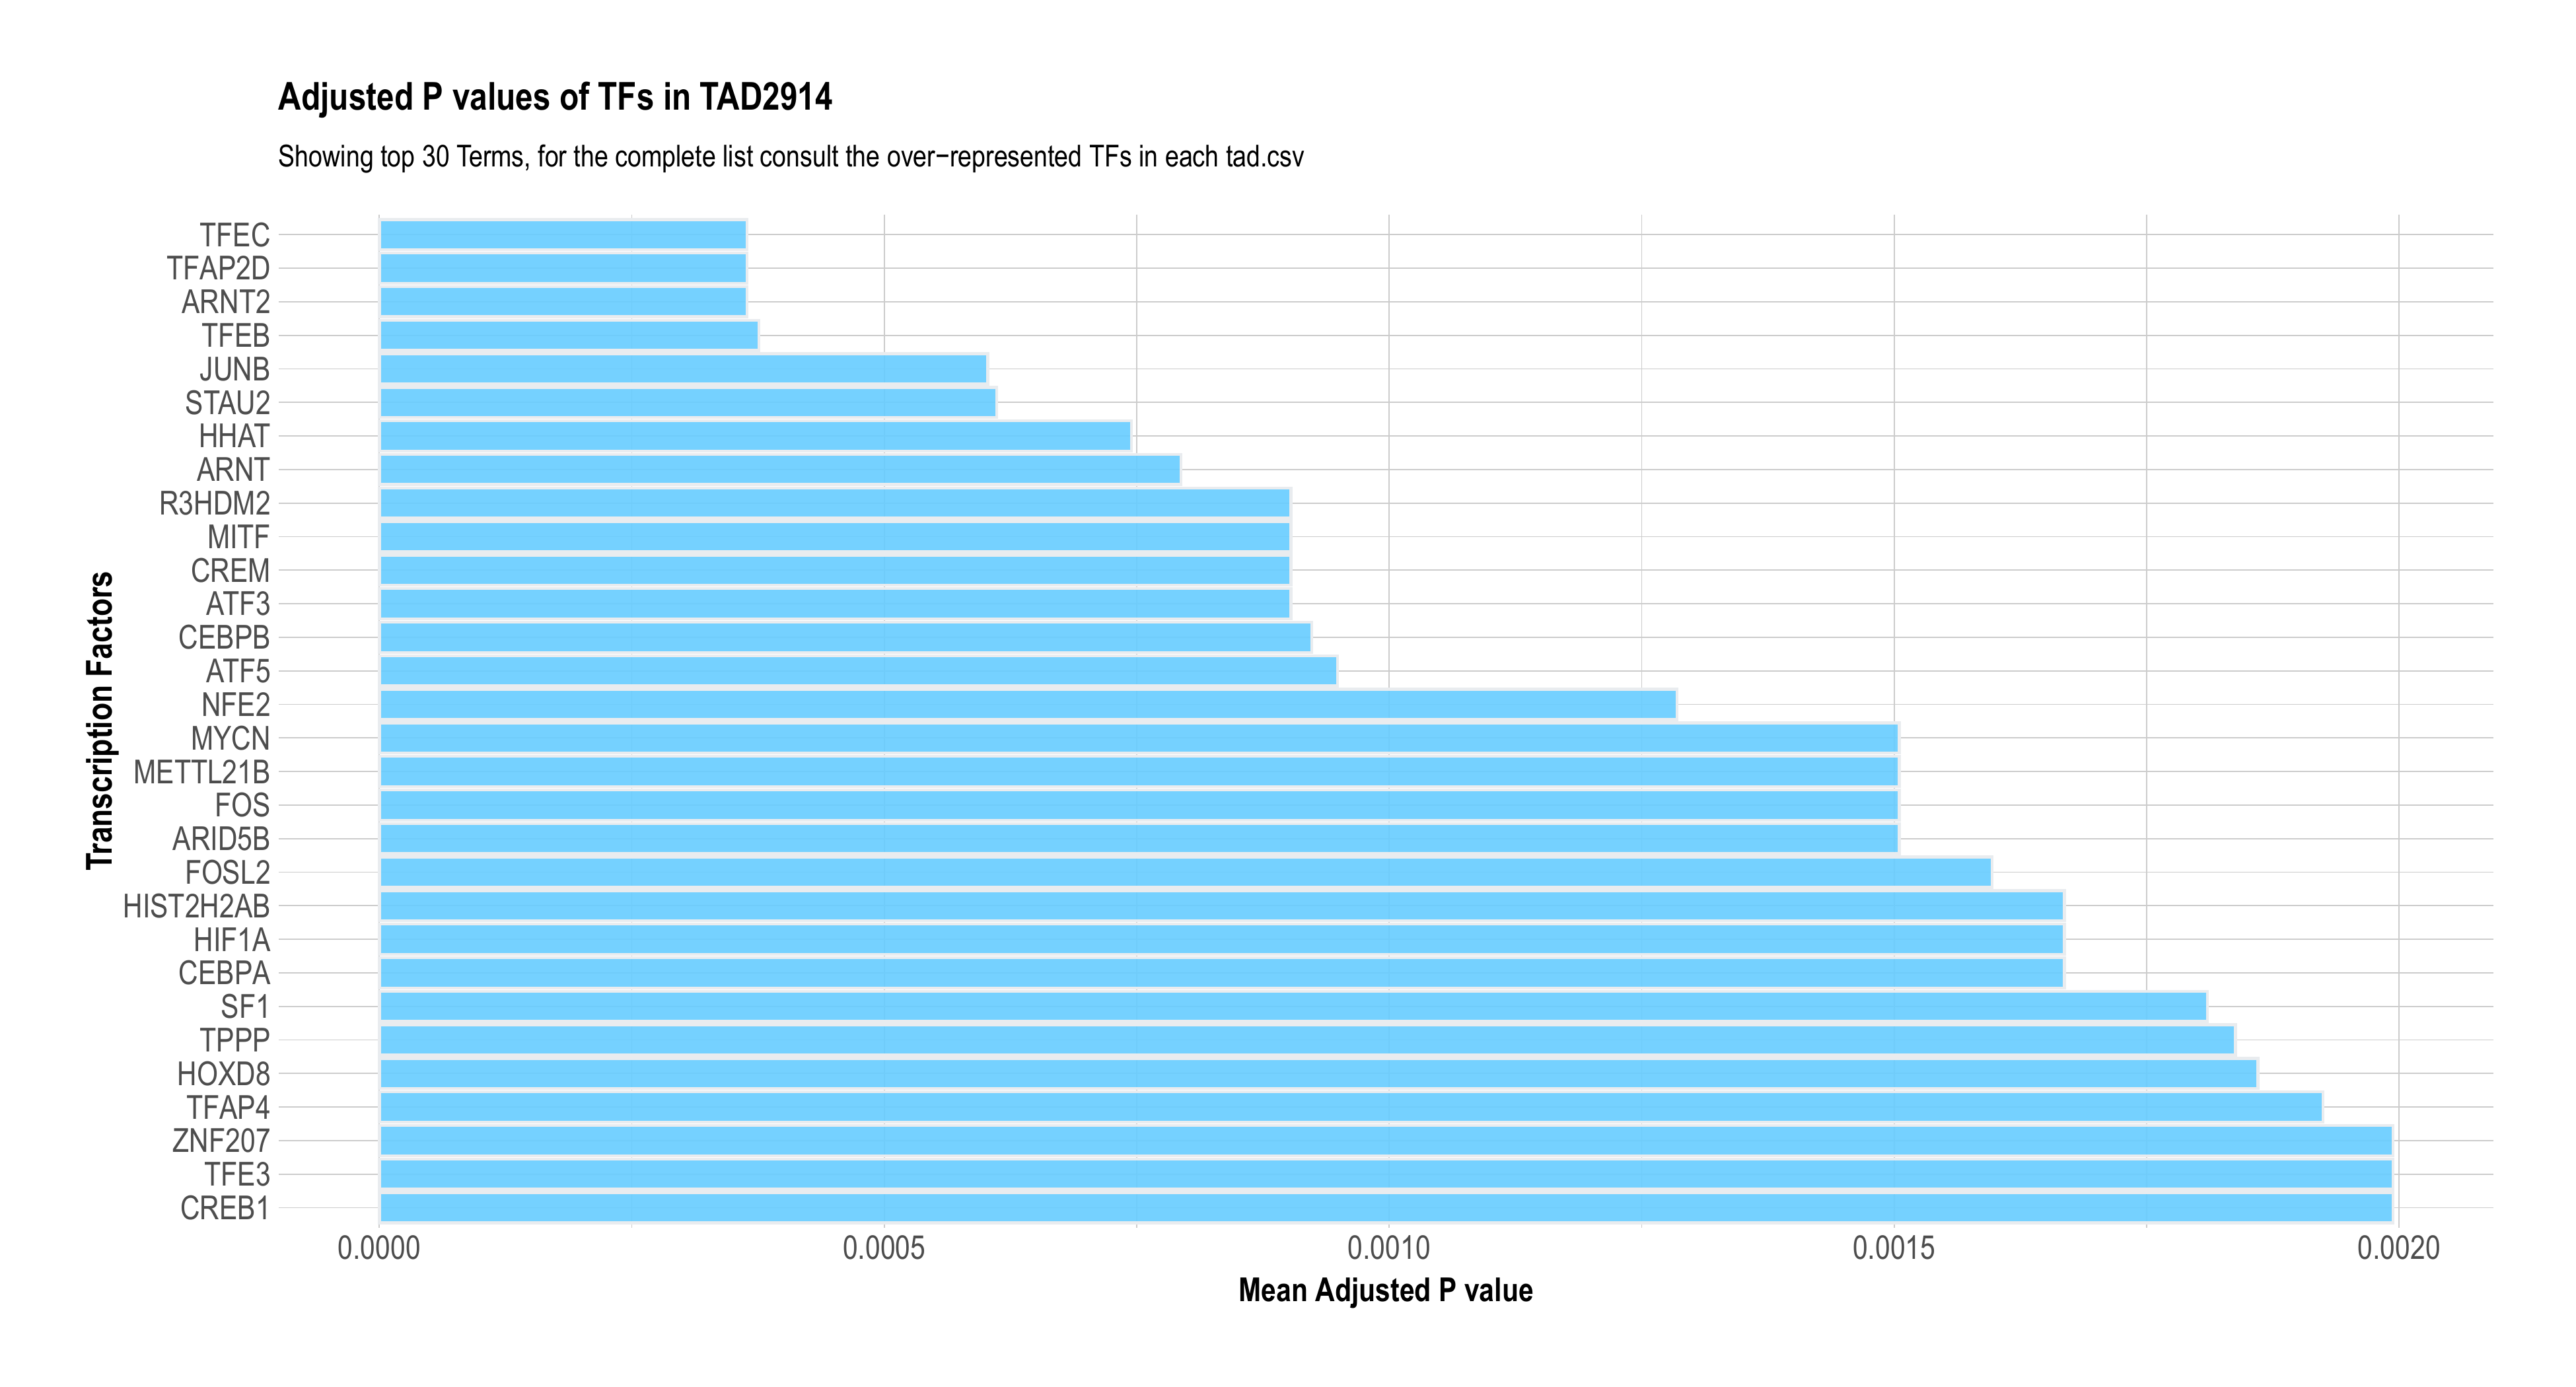 Adjusted P values of TFs in TAD2914
Showing top 30 Terms, for the complete list consult the over−represented TFs in each tad.csv
Transcription Factors
TFEC
TFAP2D
ARNT2
TFEB
JUNB
STAU2
HHAT
ARNT
R3HDM2
MITF
CREM
ATF3
CEBPB
ATF5
NFE2
MYCN
METTL21B
FOS
ARID5B
FOSL2
HIST2H2AB
HIF1A
CEBPA
SF1
TPPP
HOXD8
TFAP4
ZNF207
TFE3
CREB1
0.0000 0.0005 0.0010 0.0015 0.0020
Mean Adjusted P value